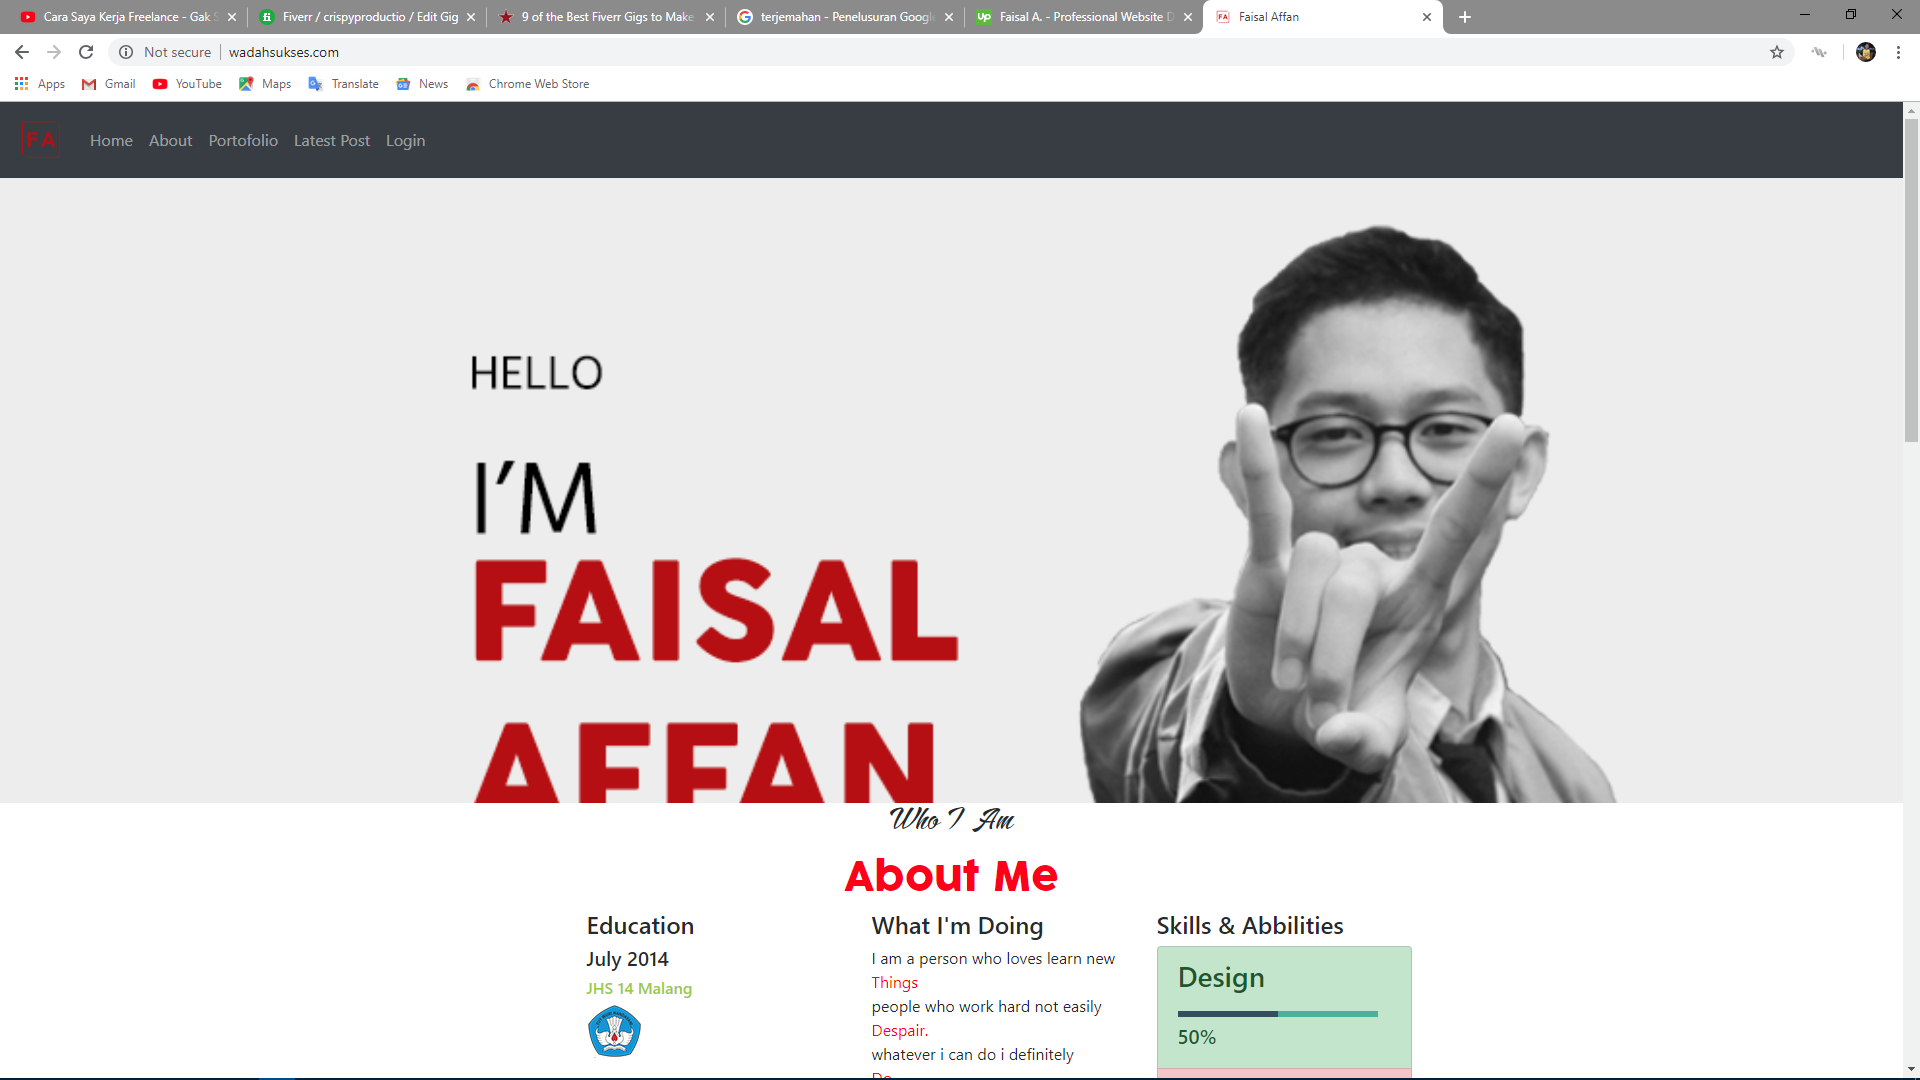 Cara Saya Kerja Freelance - Gak S
Fiverr / crispyproductio / Edit Gig
9 of the Best Fiverr Gigs to Make
terjemahan - Penelusuran Google
Up Faisal A. - Professional Website D
FA Faisal Affan
Not secure wadahsukses.com
Apps Gmail YouTube Maps Translate News Chrome Web Store
FA Home About Portofolio Latest Post Login
HELLO
I'M
FAISAL
AFFAN
Who I Am
About Me
Education
July 2014
JHS 14 Malang
What I'm Doing
I am a person who loves learn new
Things
people who work hard not easily
Despair.
whatever i can do i definitely
Do
Skills & Abbilities
Design
50%